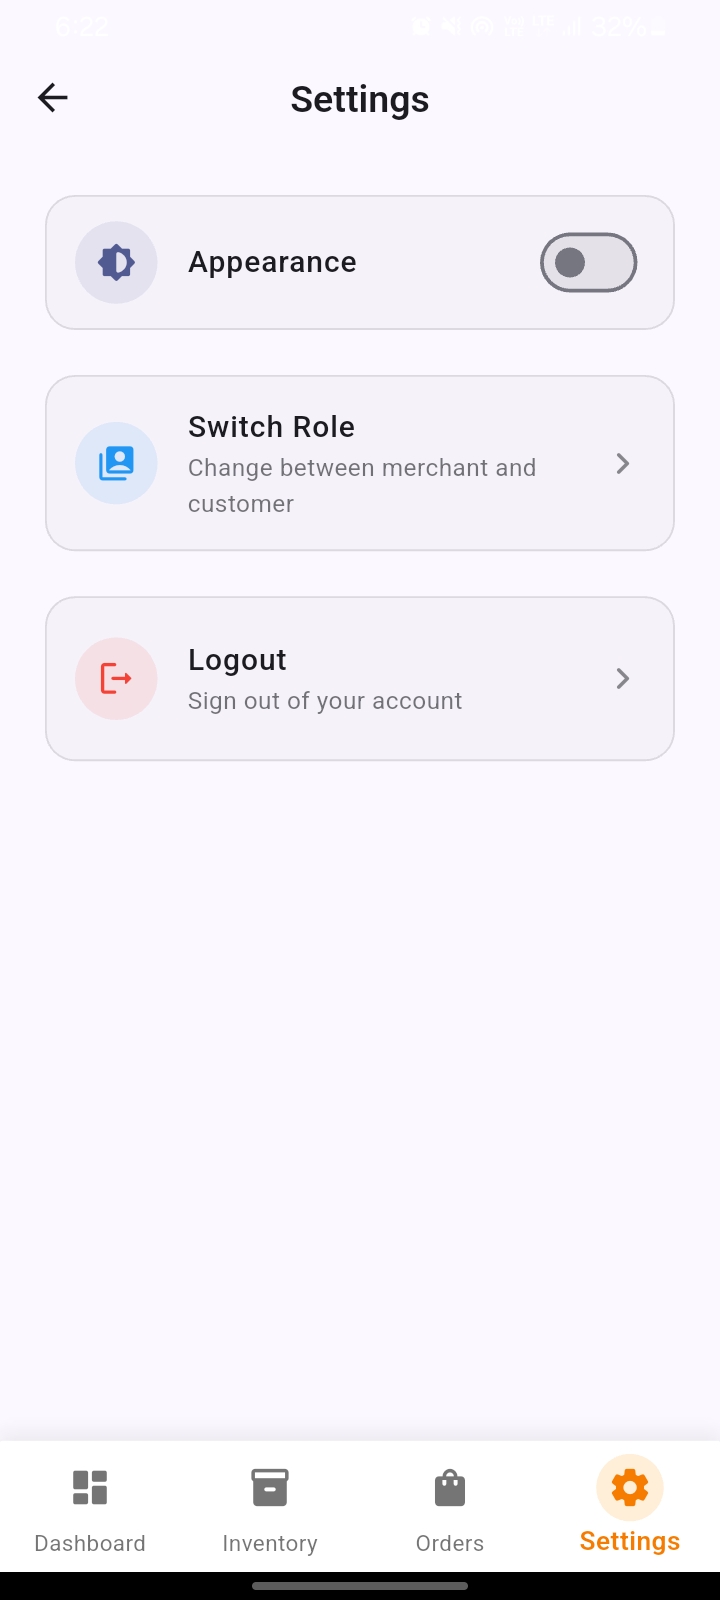 6:22 32%
Settings
Appearance
Switch Role
Change between merchant and
customer
Logout
Sign out of your account
Dashboard
Inventory
Orders
Settings